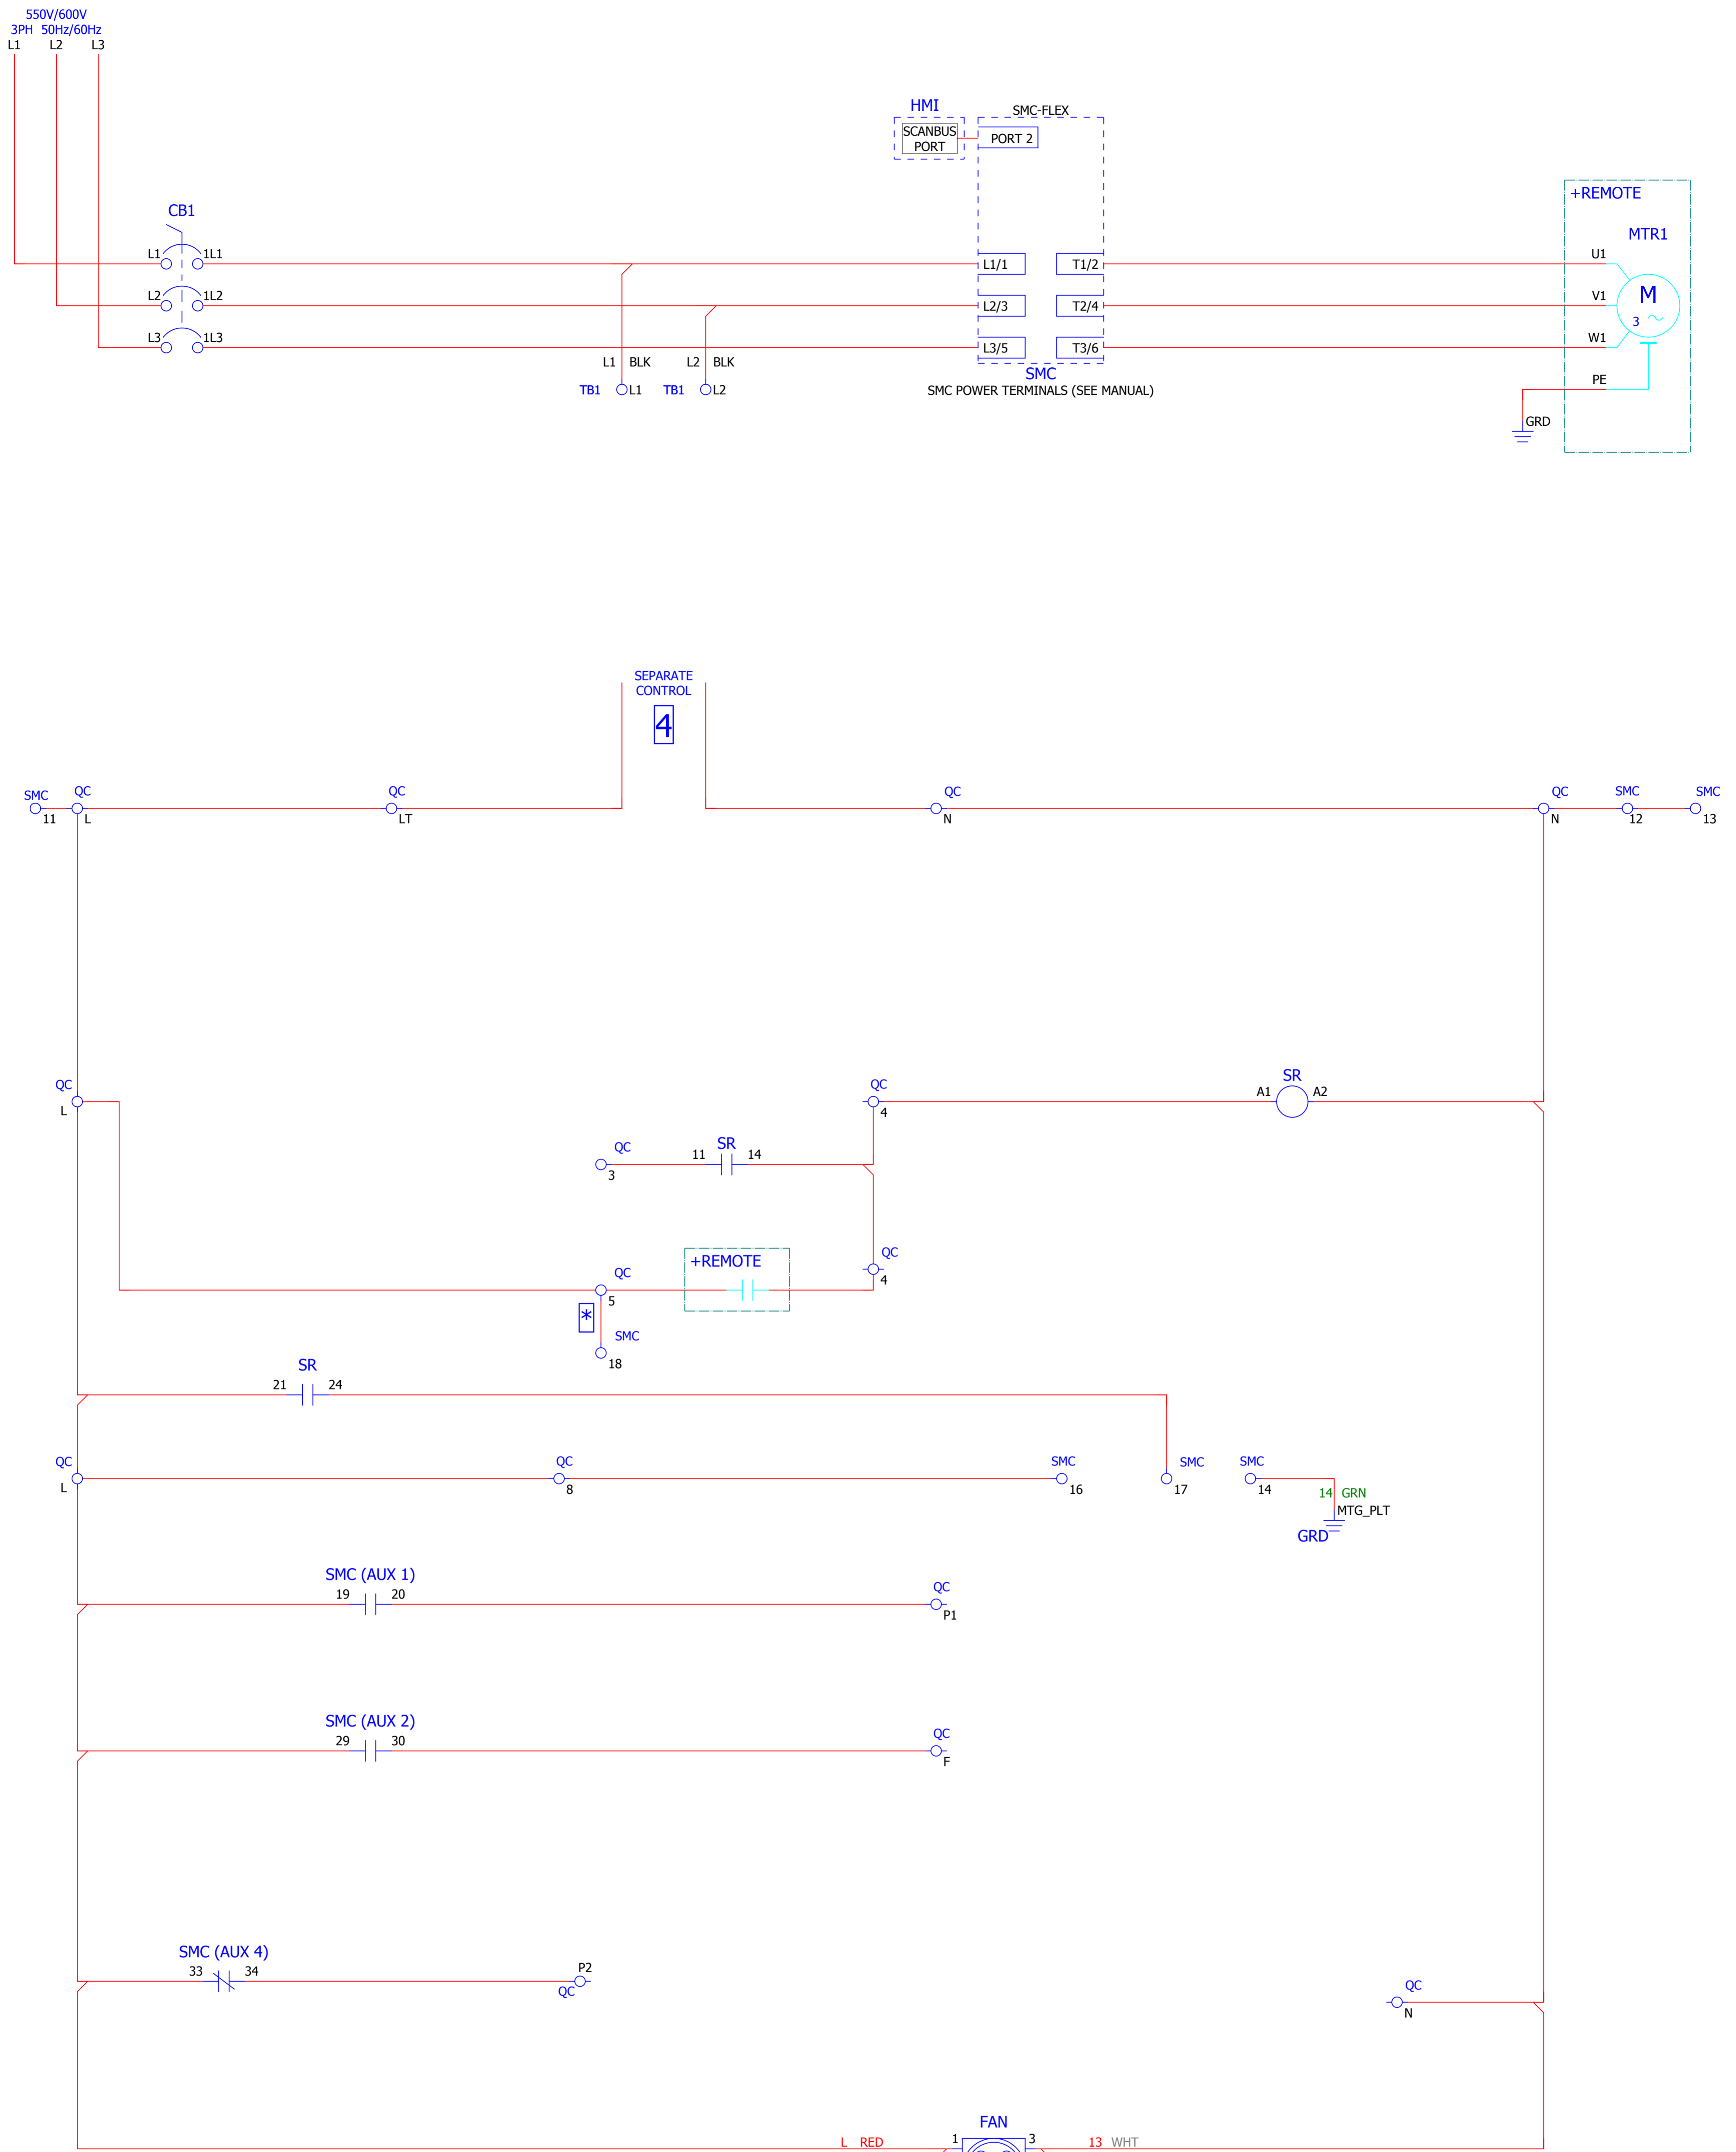 550V/600V
3PH 50Hz/60Hz
L1 L2 L3
HMI
SCANBUS
PORT
SMC-FLEX
PORT 2
+REMOTE
MTR1
CB1
L1 1L1
L2 1L2
L3 1L3
L1/1 T1/2
L2/3 T2/4
L3/5 T3/6
U1
V1
W1
PE
M
3
GRD
L1 BLK
L2 BLK
TB1 L1
TB1 L2
SMC
SMC POWER TERMINALS (SEE MANUAL)
SEPARATE
CONTROL
4
SMC
11
QC
L
QC
LT
QC
N
QC
N
SMC
12
SMC
13
QC
L
QC
4
SR
A1 A2
QC
3
SR
11 14
QC
5
+REMOTE
QC
4
*
SMC
18
SR
21 24
QC
L
QC
8
SMC
16
SMC
17
SMC
14
14 GRN
MTG_PLT
GRD
SMC (AUX 1)
19 20
QC
P1
SMC (AUX 2)
29 30
QC
F
SMC (AUX 4)
33 34
P2
QC
QC
N
FAN
L RED
1 3
13 WHT